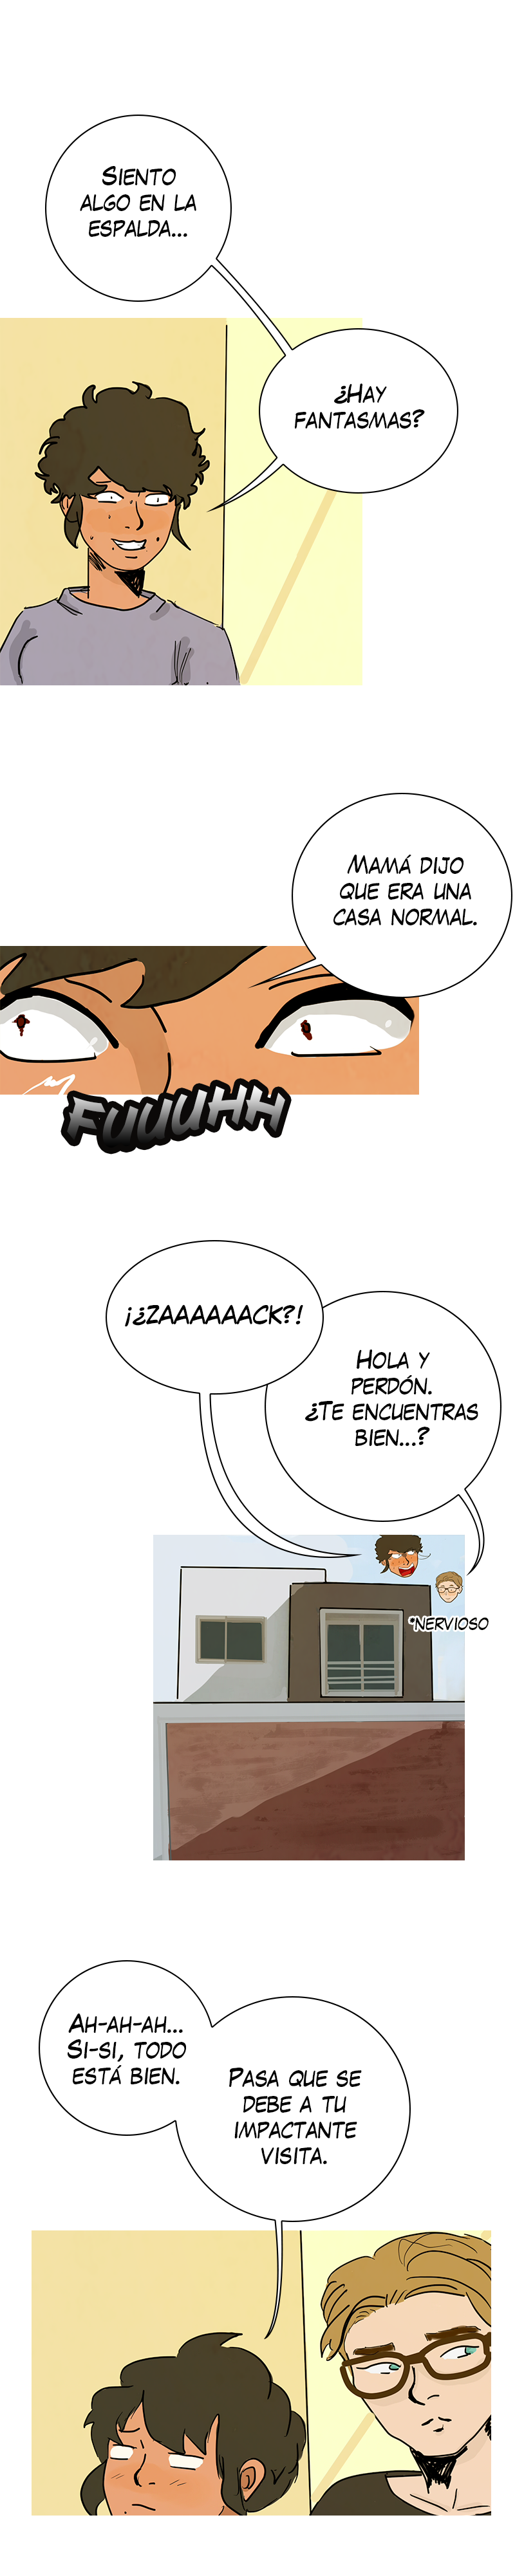 SIENTO
ALGO EN LA
ESPALDA...
¿HAY
FANTASMAS?
MAMÁ DIJO
QUE ERA UNA
CASA NORMAL.
FUUUHH
¡¿ZAAAAAACK?!
HOLA Y
PERDÓN.
¿TE ENCUENTRAS
BIEN...?
*NERVIOSO
AH-AH-AH...
SI-SI, TODO
ESTÁ BIEN.
PASA QUE SE
DEBE A TU
IMPACTANTE
VISITA.